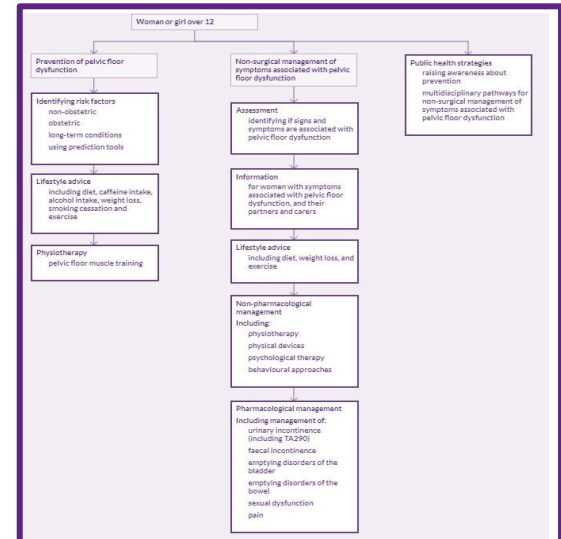 Woman or girl over 12
Prevention of pelvic floor
dysfunction
Identifying risk factors
non-obstetric
obstetric
long-term conditions
using prediction tools
Lifestyle advice
including diet, caffeine intake,
alcohol intake, weight loss,
smoking cessation and
exercise
Physiotherapy
pelvic floor muscle training
Non-surgical management of
symptoms associated with pelvic
floor dysfunction
Assessment
identifying if signs and
symptoms are associated with
pelvic floor dysfunction
Information
for women with symptoms
associated with pelvic floor
dysfunction, and their
partners and carers
Lifestyle advice
including diet, weight loss, and
exercise
Non-pharmacological
management
Including:
physiotherapy
physical devices
psychological therapy
behavioural approaches
Pharmacological management
Including management of:
urinary incontinence
(including TA290)
faecal incontinence
emptying disorders of the
bladder
emptying disorders of the
bowel
sexual dysfunction
pain
Public health strategies
raising awareness about
prevention
multidisciplinary pathways for
non-surgical management of
symptoms associated with
pelvic floor dysfunction